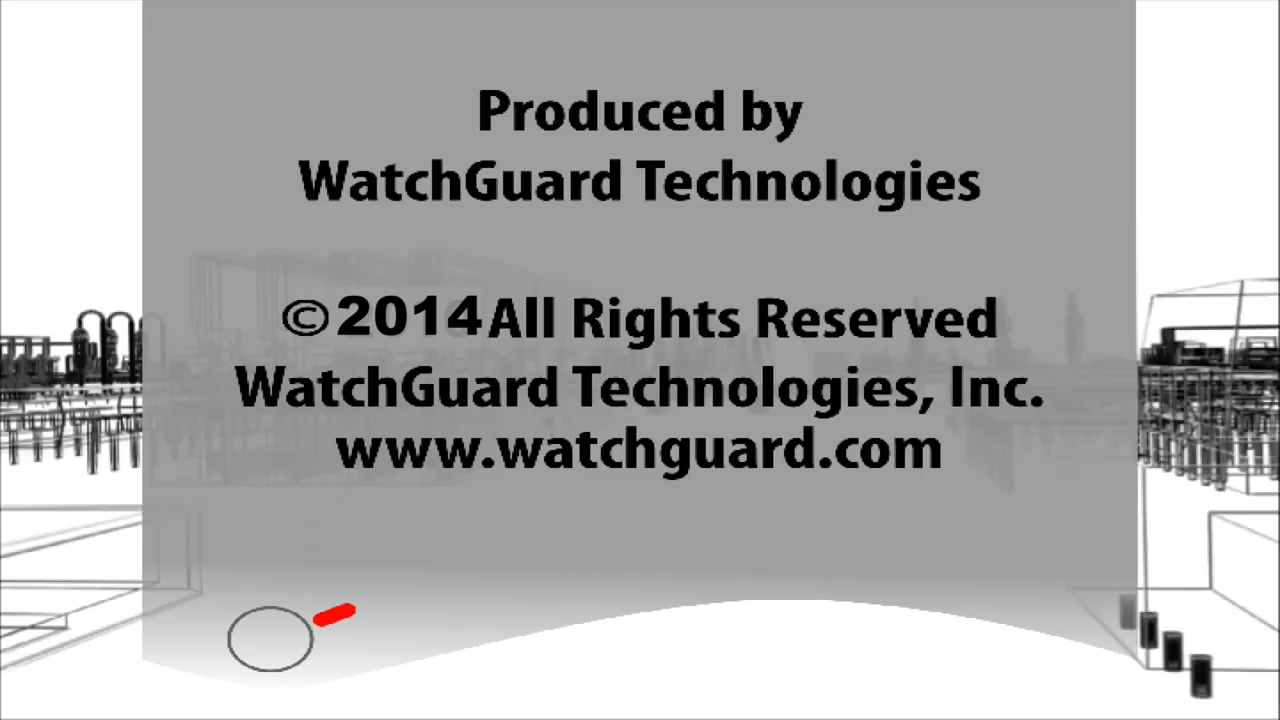 Produced by
WatchGuard Technologies
©2014 All Rights Reserved
WatchGuard Technologies, Inc.
www.watchguard.com